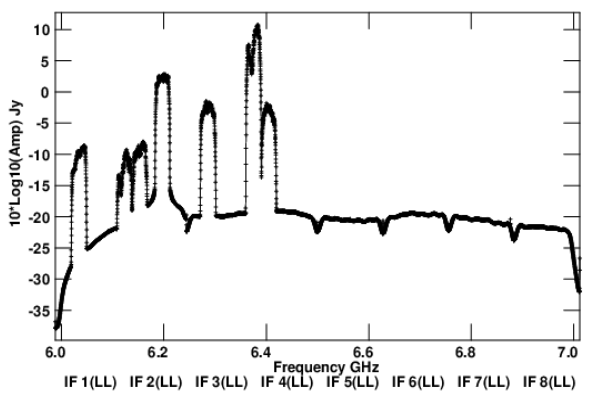 10*Log10(Amp) Jy
10
5
0
-5
-10
-15
-20
-25
-30
-35
6.0 6.2 6.4 6.6 6.8 7.0
Frequency GHz
IF 1(LL) IF 2(LL) IF 3(LL) IF 4(LL) IF 5(LL) IF 6(LL) IF 7(LL) IF 8(LL)